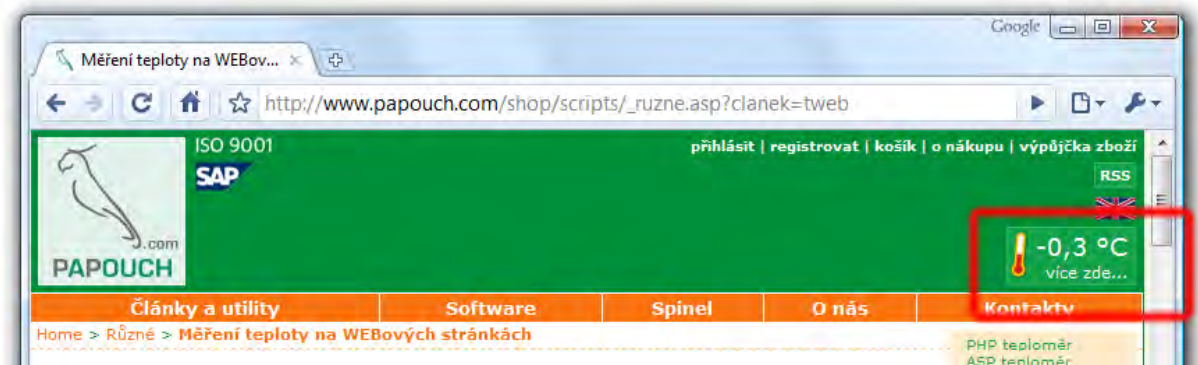 Google
Měření teploty na WEBov...
http://www.papouch.com/shop/scripts/_ruzne.asp?clanek=tweb
ISO 9001
přihlásit | registrovat | košík | o nákupu | výpůjčka zboží
SAP
RSS
.com
PAPOUCH
-0,3 °C
více zde...
Články a utility Software Spinel O nás Kontakty
Home > Různé > Měření teploty na WEBových stránkách
PHP teploměr
ASP teploměr